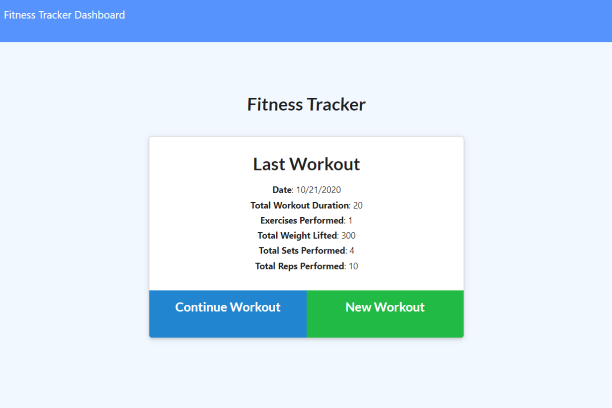 Fitness Tracker Dashboard
Fitness Tracker
Last Workout
Date: 10/21/2020
Total Workout Duration: 20
Exercises Performed: 1
Total Weight Lifted: 300
Total Sets Performed: 4
Total Reps Performed: 10
Continue Workout
New Workout